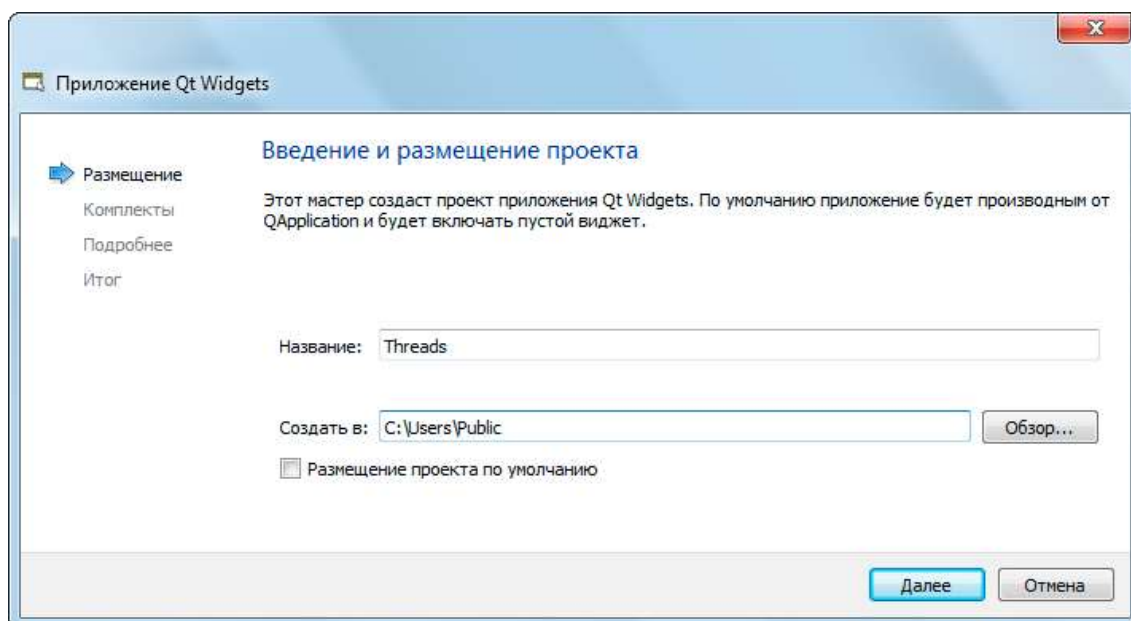 Приложение Qt Widgets
Размещение
Комплекты
Подробнее
Итог
Введение и размещение проекта
Этот мастер создаст проект приложения Qt Widgets. По умолчанию приложение будет производным от
QApplication и будет включать пустой виджет.
Название: Threads
Создать в: C:\Users\Public Обзор...
Размещение проекта по умолчанию
Далее Отмена